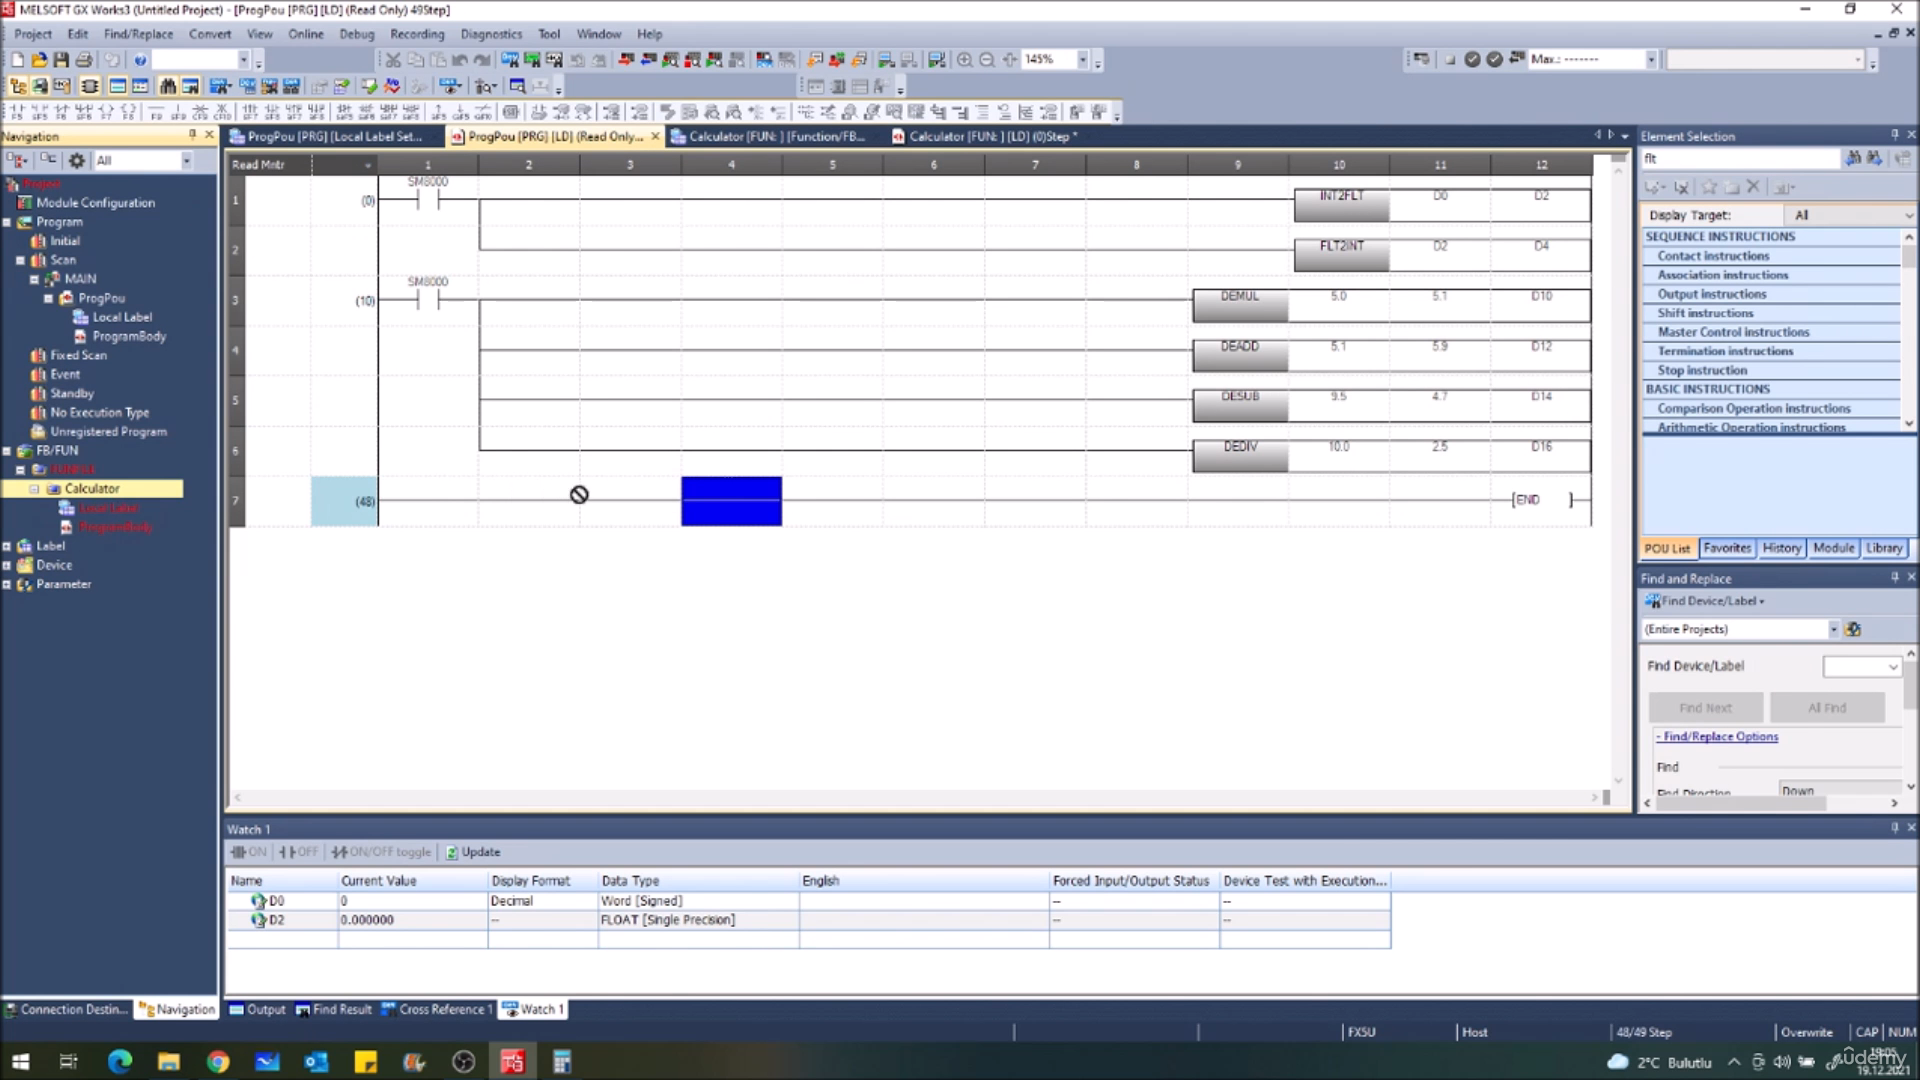 MELSOFT GX Works3 (Untitled Project) - [ProgPou [PRG] [LD] (Read Only) 49Step]
Project Edit Find/Replace Convert View Online Debug Recording Diagnostics Tool Window Help
145%
Max.: -------
Navigation
All
Project
Module Configuration
Program
Initial
Scan
MAIN
ProgPou
Local Label
ProgramBody
Fixed Scan
Event
Standby
No Execution Type
Unregistered Program
FB/FUN
FUNFILE
Calculator
Local Label
ProgramBody
Label
Device
Parameter
ProgPou [PRG] [Local Label Set...
ProgPou [PRG] [LD] (Read Only...
Calculator [FUN: ] [Function/FB...
Calculator [FUN: ] [LD] (0)Step *
Read Mntr 1 2 3 4 5 6 7 8 9 10 11 12
SM8000
1 (0) INT2FLT D0 D2
2 FLT2INT D2 D4
SM8000
3 (10) DEMUL 5.0 5.1 D10
4 DEADD 5.1 5.9 D12
5 DESUB 9.5 4.7 D14
6 DEDIV 10.0 2.5 D16
7 (48) [END ]
Element Selection
flt
Display Target: All
SEQUENCE INSTRUCTIONS
Contact instructions
Association instructions
Output instructions
Shift instructions
Master Control instructions
Termination instructions
Stop instruction
BASIC INSTRUCTIONS
Comparison Operation instructions
Arithmetic Operation instructions
POU List Favorites History Module Library
Find and Replace
Find Device/Label
(Entire Projects)
Find Device/Label
Find Next All Find
- Find/Replace Options
Find
Find Direction Down
Watch 1
ON OFF ON/OFF toggle Update
Name Current Value Display Format Data Type English Forced Input/Output Status Device Test with Execution...
D0 0 Decimal Word [Signed] -- --
D2 0.000000 -- FLOAT [Single Precision] -- --
Connection Destin... Navigation Output Find Result Cross Reference 1 Watch 1
FX5U Host 48/49 Step Overwrite CAP NUM
2°C Bulutlu
19:05
19.12.2021
ûdemy